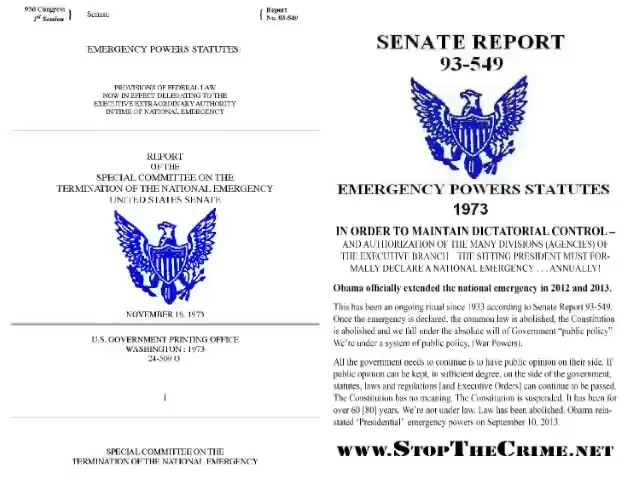 93d Congress
1st Session
}
Senate
{
Report
No. 93-549
EMERGENCY POWERS STATUTES:
PROVISIONS OF FEDERAL LAW
NOW IN EFFECT DELEGATING TO THE
EXECUTIVE EXTRAORDINARY AUTHORITY
IN TIME OF NATIONAL EMERGENCY
REPORT
OF THE
SPECIAL COMMITTEE ON THE
TERMINATION OF THE NATIONAL EMERGENCY
UNITED STATES SENATE
NOVEMBER 19, 1973
U.S. GOVERNMENT PRINTING OFFICE
WASHINGTON : 1973
24-509 O
SPECIAL COMMITTEE ON THE
TERMINATION OF THE NATIONAL EMERGENCY
SENATE REPORT
93-549
EMERGENCY POWERS STATUTES
1973
IN ORDER TO MAINTAIN DICTATORIAL CONTROL –
AND AUTHORIZATION OF THE MANY DIVISIONS (AGENCIES) OF
THE EXECUTIVE BRANCH THE SITTING PRESIDENT MUST FOR-
MALLY DECLARE A NATIONAL EMERGENCY . . . ANNUALLY!
Obama officially extended the national emergency in 2012 and 2013.
This has been an ongoing ritual since 1933 according to Senate Report 93-549.
Once the emergency is declared, the common law is abolished, the Constitution
is abolished and we fall under the absolute will of Government “public policy”
We’re under a system of public policy, (War Powers).
All the government needs to continue is to have public opinion on their side. If
public opinion can be kept, in sufficient degree, on the side of the government,
statutes, laws and regulations [and Executive Orders] can continue to be passed.
The Constitution has no meaning. The Constitution is suspended. It has been for
over 60 [80] years. We’re not under law. Law has been abolished. Obama rein-
stated ‘Presidential’ emergency powers on September 10, 2013.
www.StopTheCrime.net